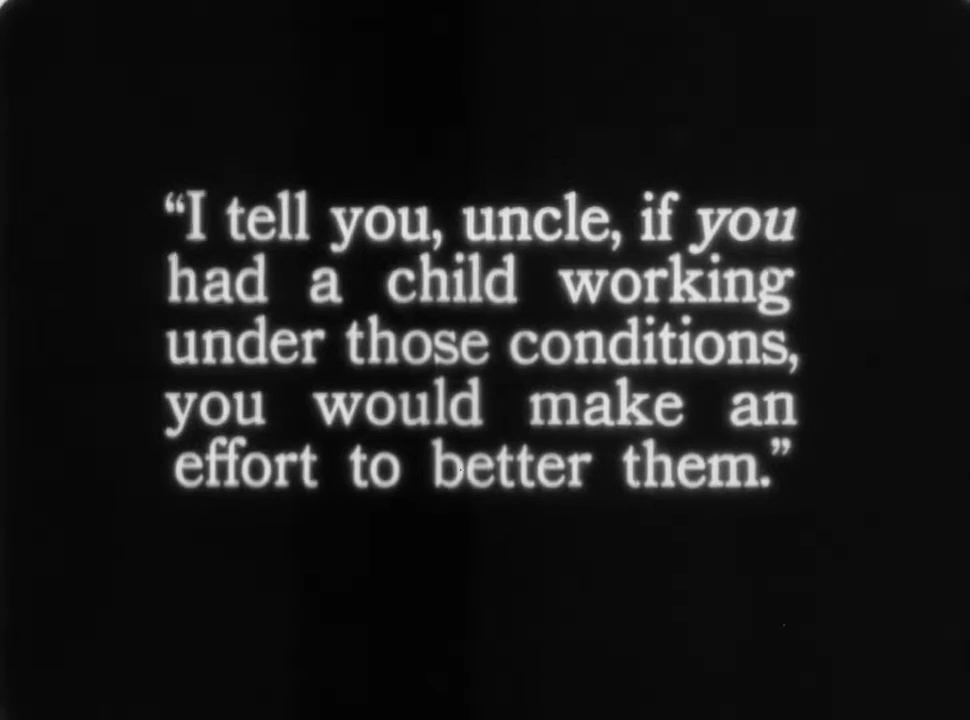 “I tell you, uncle, if you
had a child working
under those conditions,
you would make an
effort to better them.”